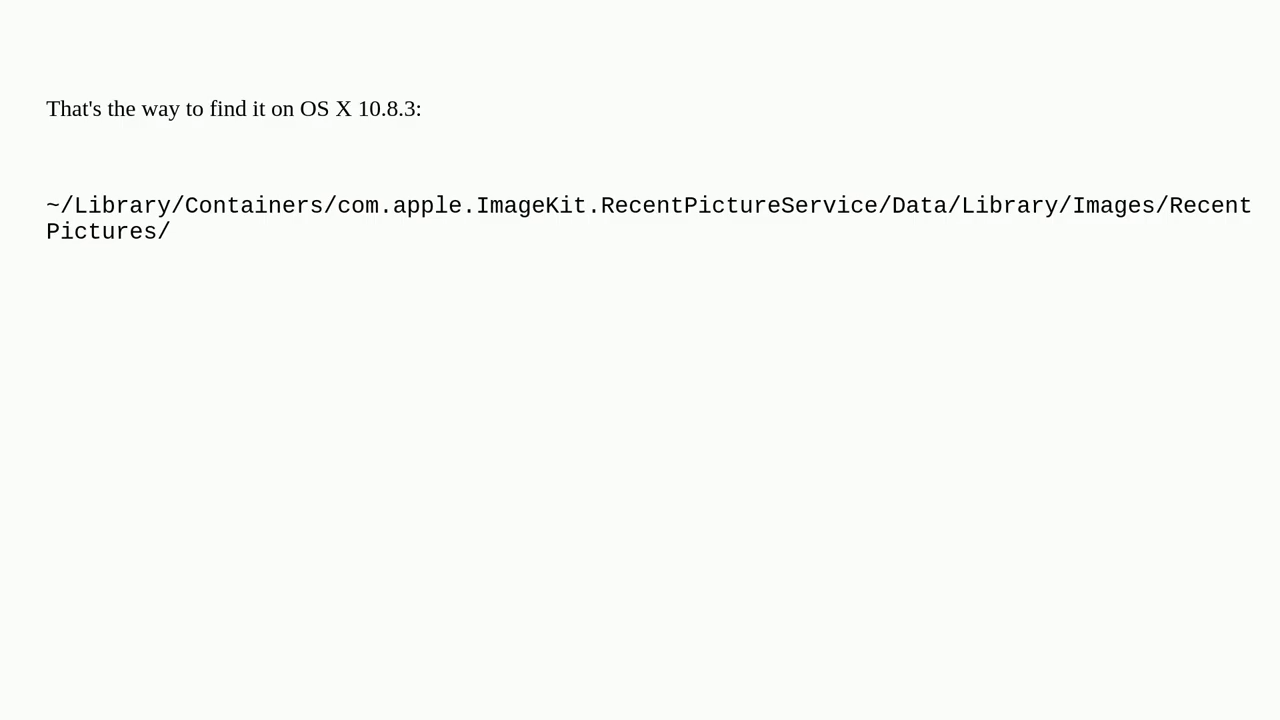 That's the way to find it on OS X 10.8.3:
~/Library/Containers/com.apple.ImageKit.RecentPictureService/Data/Library/Images/Recent
Pictures/